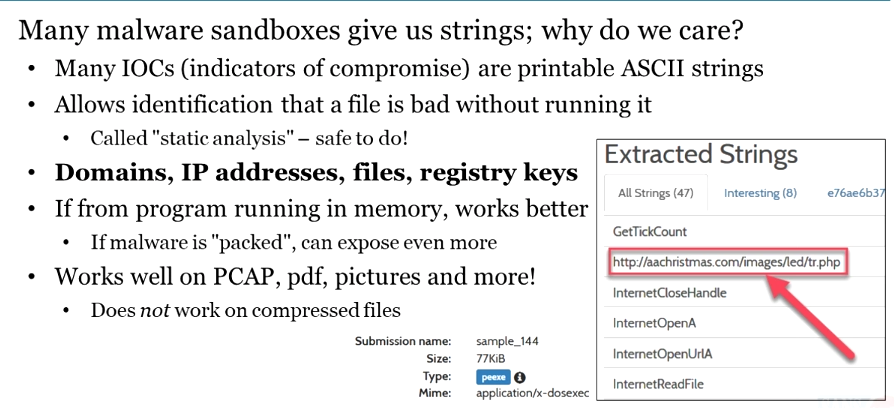 Many malware sandboxes give us strings; why do we care?
• Many IOCs (indicators of compromise) are printable ASCII strings
• Allows identification that a file is bad without running it
• Called "static analysis" – safe to do!
• Domains, IP addresses, files, registry keys
• If from program running in memory, works better
• If malware is "packed", can expose even more
• Works well on PCAP, pdf, pictures and more!
• Does not work on compressed files
Submission name: sample_144
Size: 77KiB
Type: peexe
Mime: application/x-dosexec
Extracted Strings
All Strings (47) Interesting (8) e76ae6b37
GetTickCount
http://aachristmas.com/images/led/tr.php
InternetCloseHandle
InternetOpenA
InternetOpenUrlA
InternetReadFile